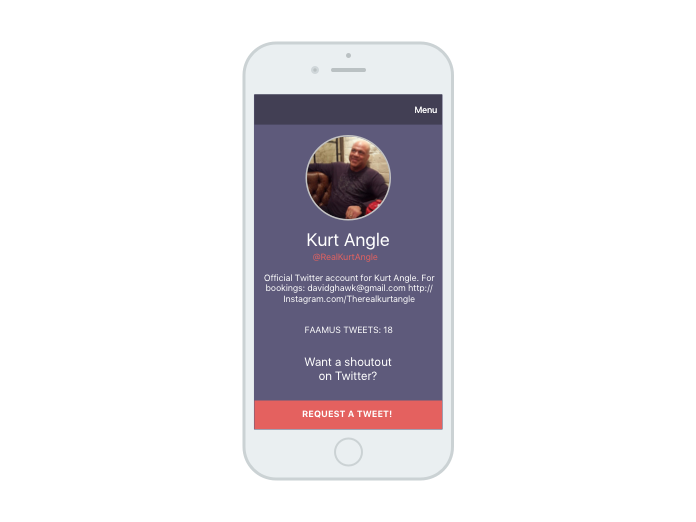 Menu
Kurt Angle
@RealKurtAngle
Official Twitter account for Kurt Angle. For
bookings: davidghawk@gmail.com http://
Instagram.com/Therealkurtangle
FAAMUS TWEETS: 18
Want a shoutout
on Twitter?
REQUEST A TWEET!